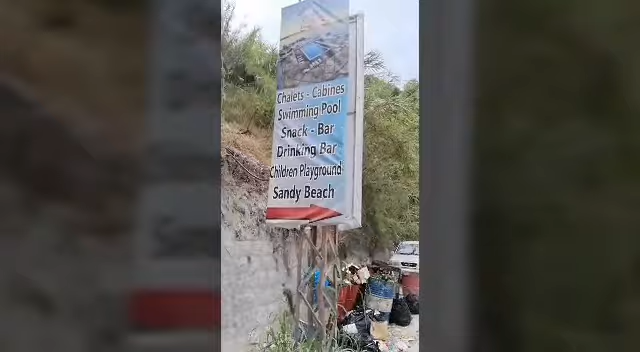 Chalets - Cabines
Swimming Pool
Snack - Bar
Drinking Bar
Children Playground
Sandy Beach